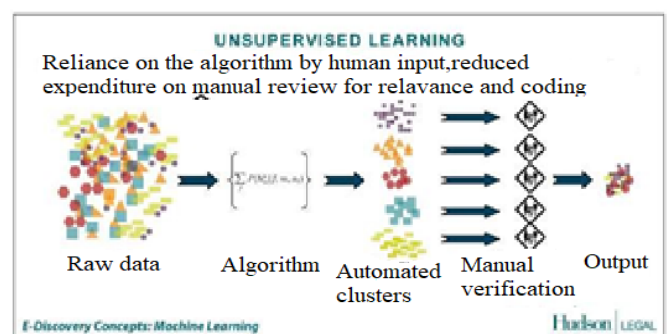 UNSUPERVISED LEARNING
Reliance on the algorithm by human input,reduced
expenditure on manual review for relavance and coding
Raw data
Algorithm
Automated
clusters
Manual
verification
Output
E-Discovery Concepts: Machine Learning
Hudson LEGAL